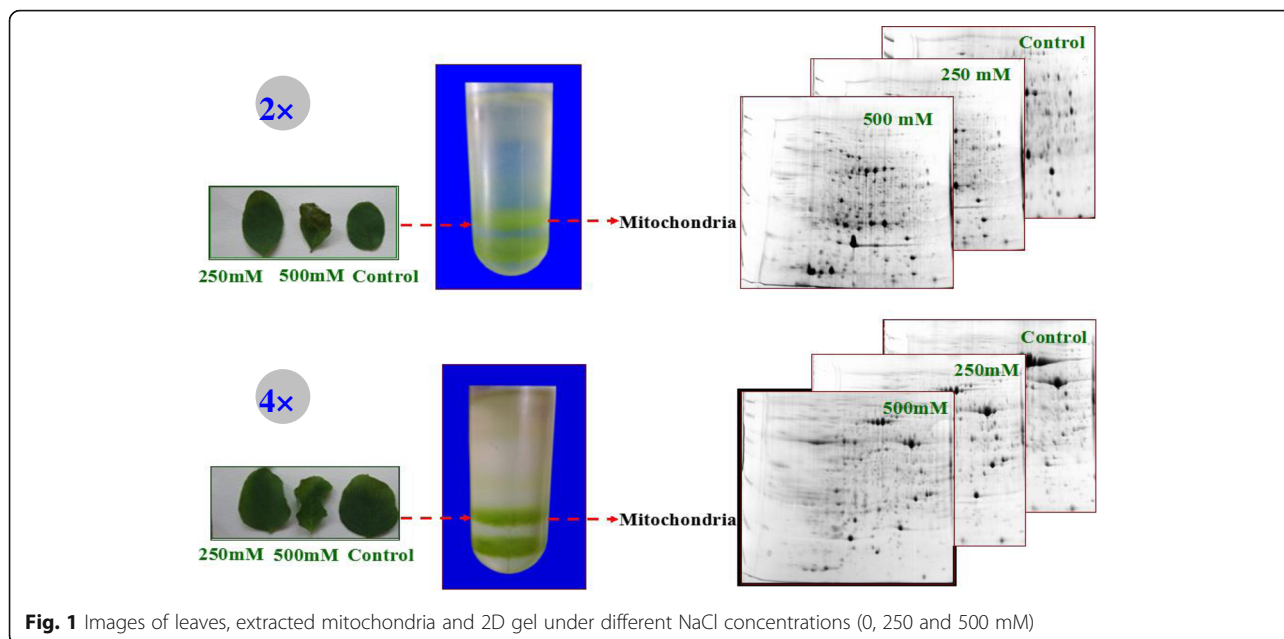 2×
250mM 500mM Control
Mitochondria
Control
250 mM
500 mM
4×
250mM 500mM Control
Mitochondria
Control
250mM
500mM
Fig. 1 Images of leaves, extracted mitochondria and 2D gel under different NaCl concentrations (0, 250 and 500 mM)